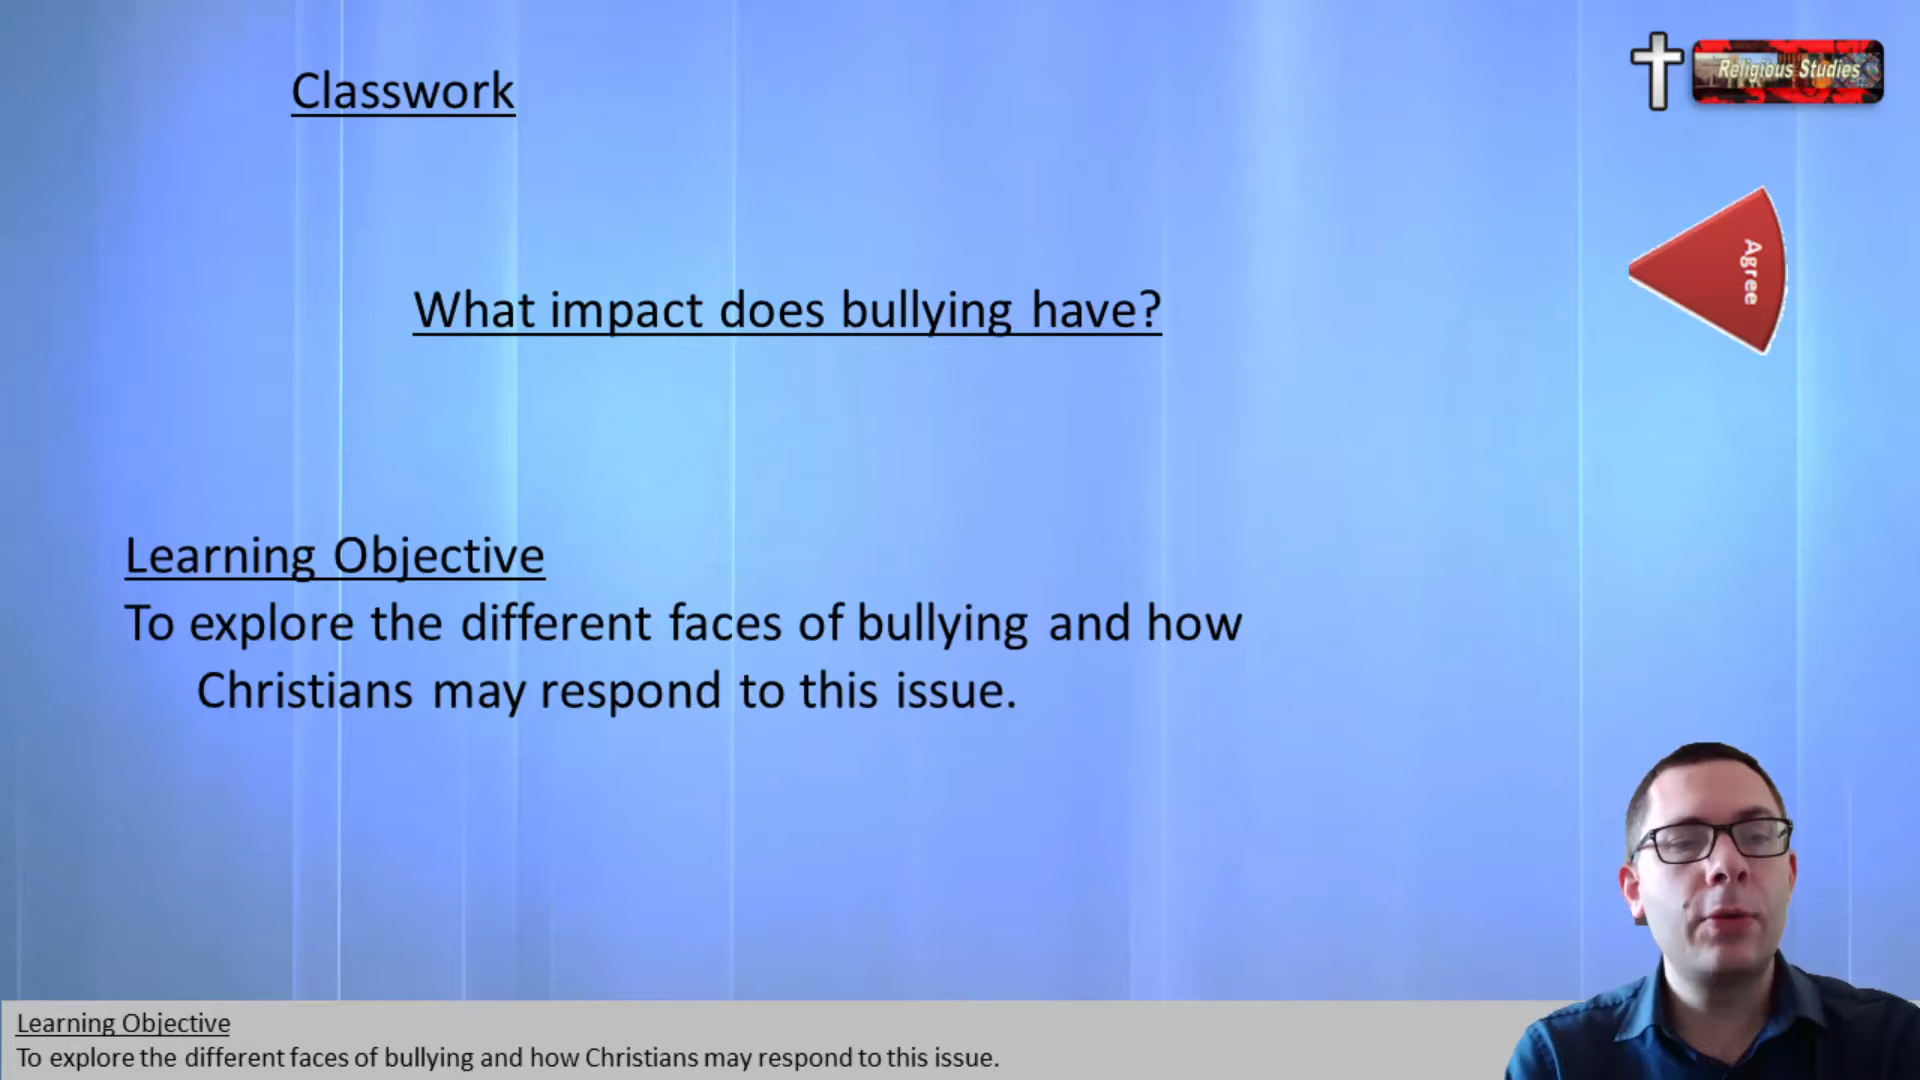 Classwork
Religious Studies
Agree
What impact does bullying have?
Learning Objective
To explore the different faces of bullying and how
Christians may respond to this issue.
Learning Objective
To explore the different faces of bullying and how Christians may respond to this issue.